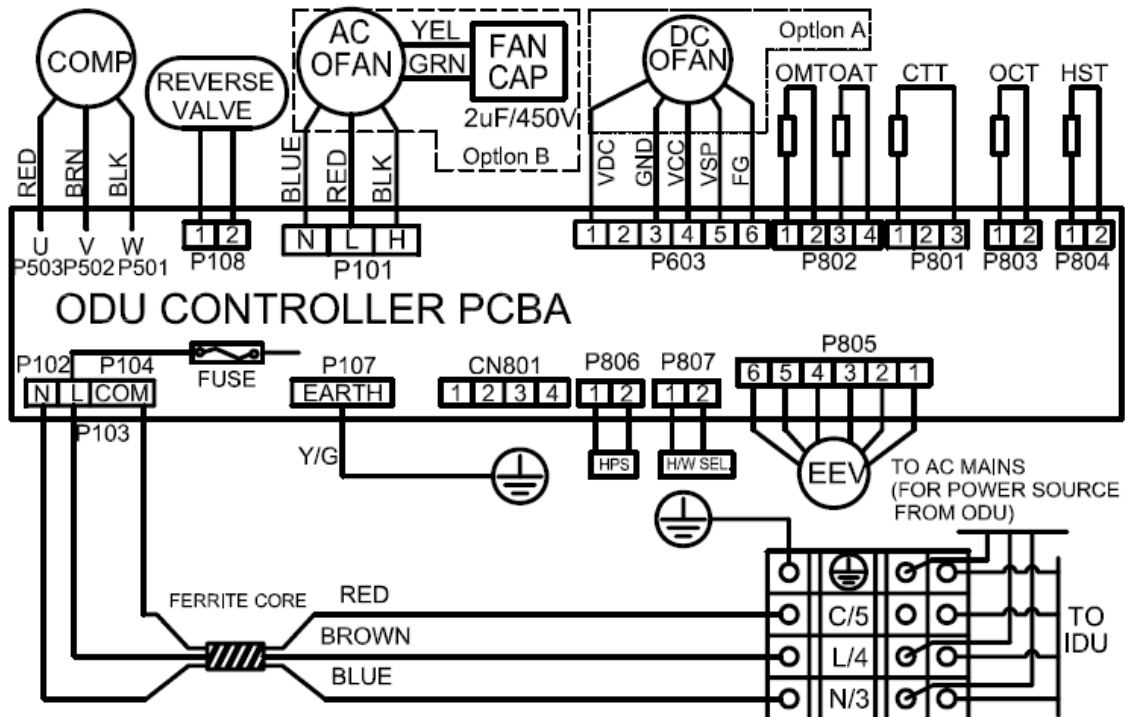 COMP
REVERSE
VALVE
AC
OFAN
YEL
GRN
FAN
CAP
2uF/450V
Option B
DC
OFAN
Option A
OMT OAT CTT OCT HST
RED
BRN
BLK
BLUE
RED
BLK
VDC
GND
VCC
VSP
FG
U V W
P503 P502 P501
1 2
P108
N L H
P101
1 2 3 4 5 6
P603
1 2 3 4
P802
1 2 3
P801
1 2
P803
1 2
P804
ODU CONTROLLER PCBA
P102 P104
N L COM
P103
FUSE
P107
EARTH
CN801
1 2 3 4
P806
1 2
P807
1 2
P805
6 5 4 3 2 1
Y/G
HPS
H/W SEL.
EEV
TO AC MAINS
(FOR POWER SOURCE
FROM ODU)
FERRITE CORE
RED
BROWN
BLUE
C/5
L/4
N/3
TO
IDU